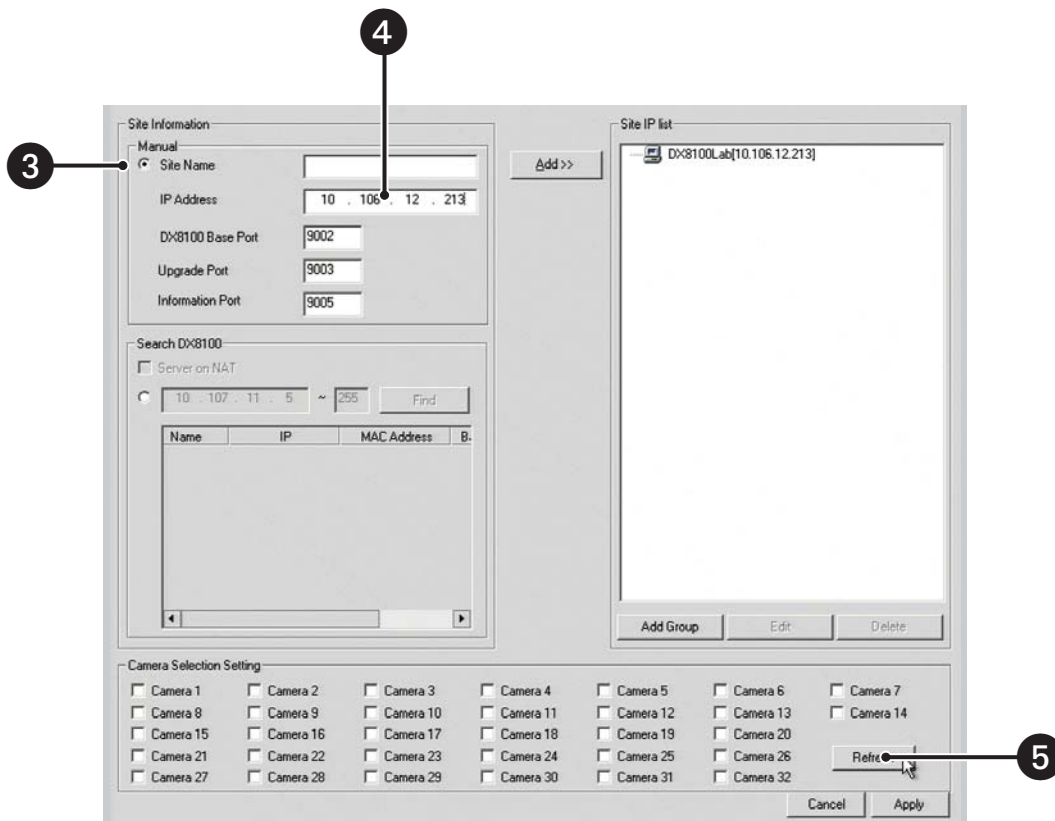 4
Site Information
Manual
3
Site Name
IP Address 10 . 106 . 12 . 213
DX8100 Base Port 9002
Upgrade Port 9003
Information Port 9005
Add >>
Site IP list
DX8100Lab[10.106.12.213]
Search DX8100
Server on NAT
10 . 107 . 11 . 5 ~ 255 Find
Name IP MAC Address
Add Group Edit Delete
Camera Selection Setting
Camera 1 Camera 2 Camera 3 Camera 4 Camera 5 Camera 6 Camera 7
Camera 8 Camera 9 Camera 10 Camera 11 Camera 12 Camera 13 Camera 14
Camera 15 Camera 16 Camera 17 Camera 18 Camera 19 Camera 20
Camera 21 Camera 22 Camera 23 Camera 24 Camera 25 Camera 26
Refre
5
Camera 27 Camera 28 Camera 29 Camera 30 Camera 31 Camera 32
Cancel Apply